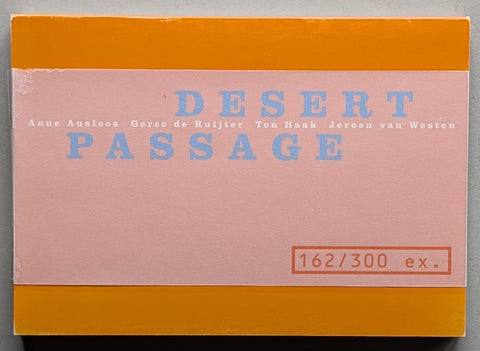 DESERT
Anne Ausloos Gerco de Ruijter Ton Haak Jeroen van Westen
PASSAGE
162/300 ex.